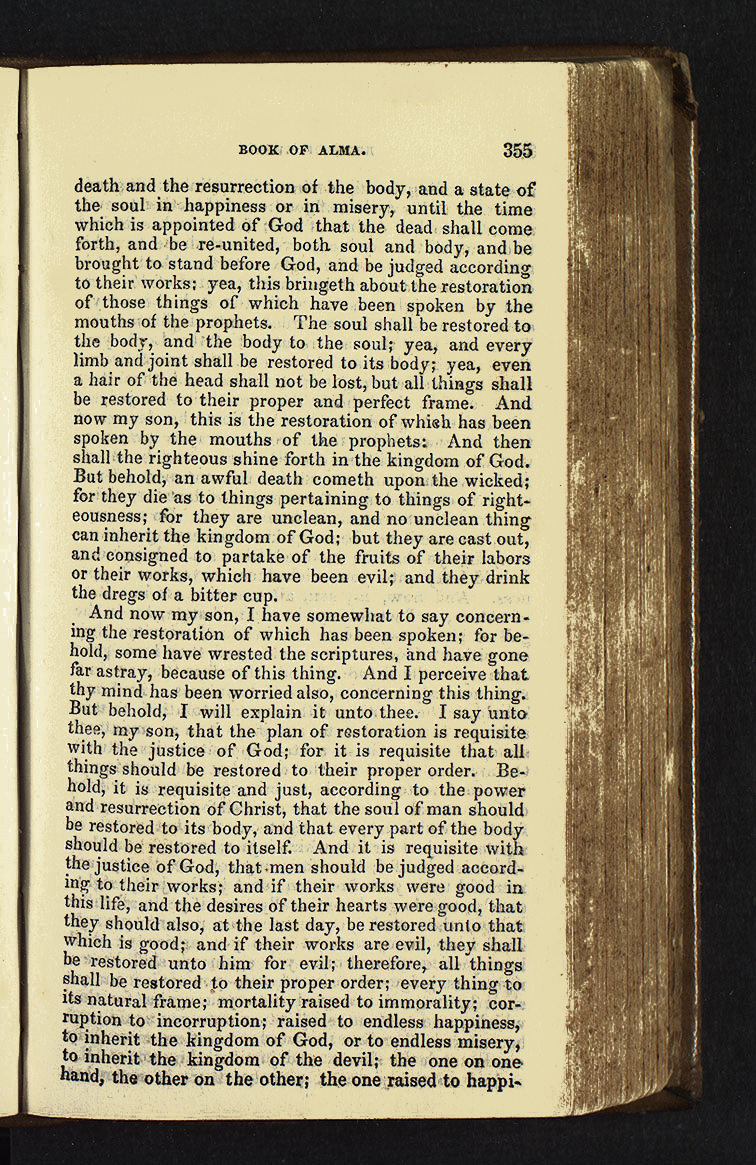 BOOK OF ALMA. 355
death and the resurrection of the body, and a state of
the soul in happiness or in misery, until the time
which is appointed of God that the dead shall come
forth, and be re-united, both soul and body, and be
brought to stand before God, and be judged according
to their works: yea, this bringeth about the restoration
of those things of which have been spoken by the
mouths of the prophets. The soul shall be restored to
the body, and the body to the soul; yea, and every
limb and joint shall be restored to its body; yea, even
a hair of the head shall not be lost, but all things shall
be restored to their proper and perfect frame. And
now my son, this is the restoration of which has been
spoken by the mouths of the prophets: And then
shall the righteous shine forth in the kingdom of God.
But behold, an awful death cometh upon the wicked;
for they die as to things pertaining to things of right-
eousness; for they are unclean, and no unclean thing
can inherit the kingdom of God; but they are cast out,
and consigned to partake of the fruits of their labors
or their works, which have been evil; and they drink
the dregs of a bitter cup.
And now my son, I have somewhat to say concern-
ing the restoration of which has been spoken; for be-
hold, some have wrested the scriptures, and have gone
far astray, because of this thing. And I perceive that
thy mind has been worried also, concerning this thing.
But behold, I will explain it unto thee. I say unto
thee, my son, that the plan of restoration is requisite
with the justice of God; for it is requisite that all
things should be restored to their proper order. Be-
hold, it is requisite and just, according to the power
and resurrection of Christ, that the soul of man should
be restored to its body, and that every part of the body
should be restored to itself. And it is requisite with
the justice of God, that men should be judged accord-
ing to their works; and if their works were good in
this life, and the desires of their hearts were good, that
they should also, at the last day, be restored unto that
which is good; and if their works are evil, they shall
be restored unto him for evil; therefore, all things
shall be restored to their proper order; every thing to
its natural frame; mortality raised to immorality; cor-
ruption to incorruption; raised to endless happiness,
to inherit the kingdom of God, or to endless misery,
to inherit the kingdom of the devil; the one on one
hand, the other on the other; the one raised to happi-